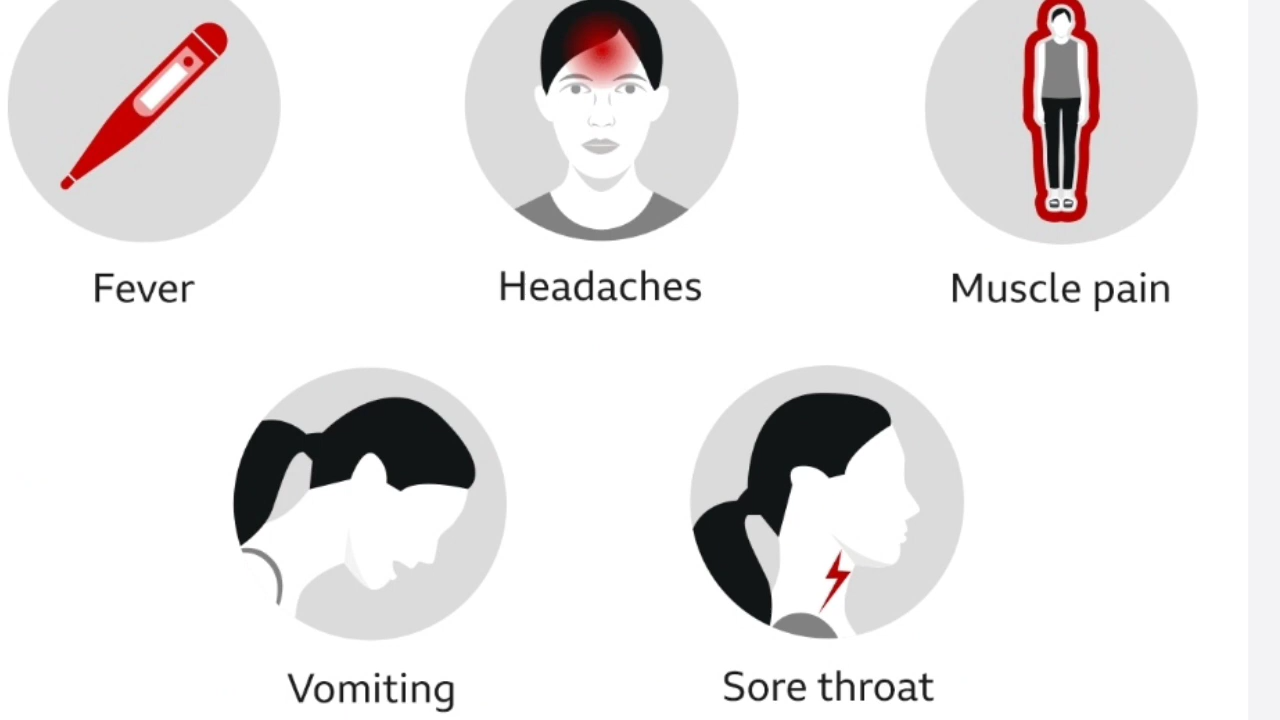 Fever
Headaches
Muscle pain
Vomiting
Sore throat